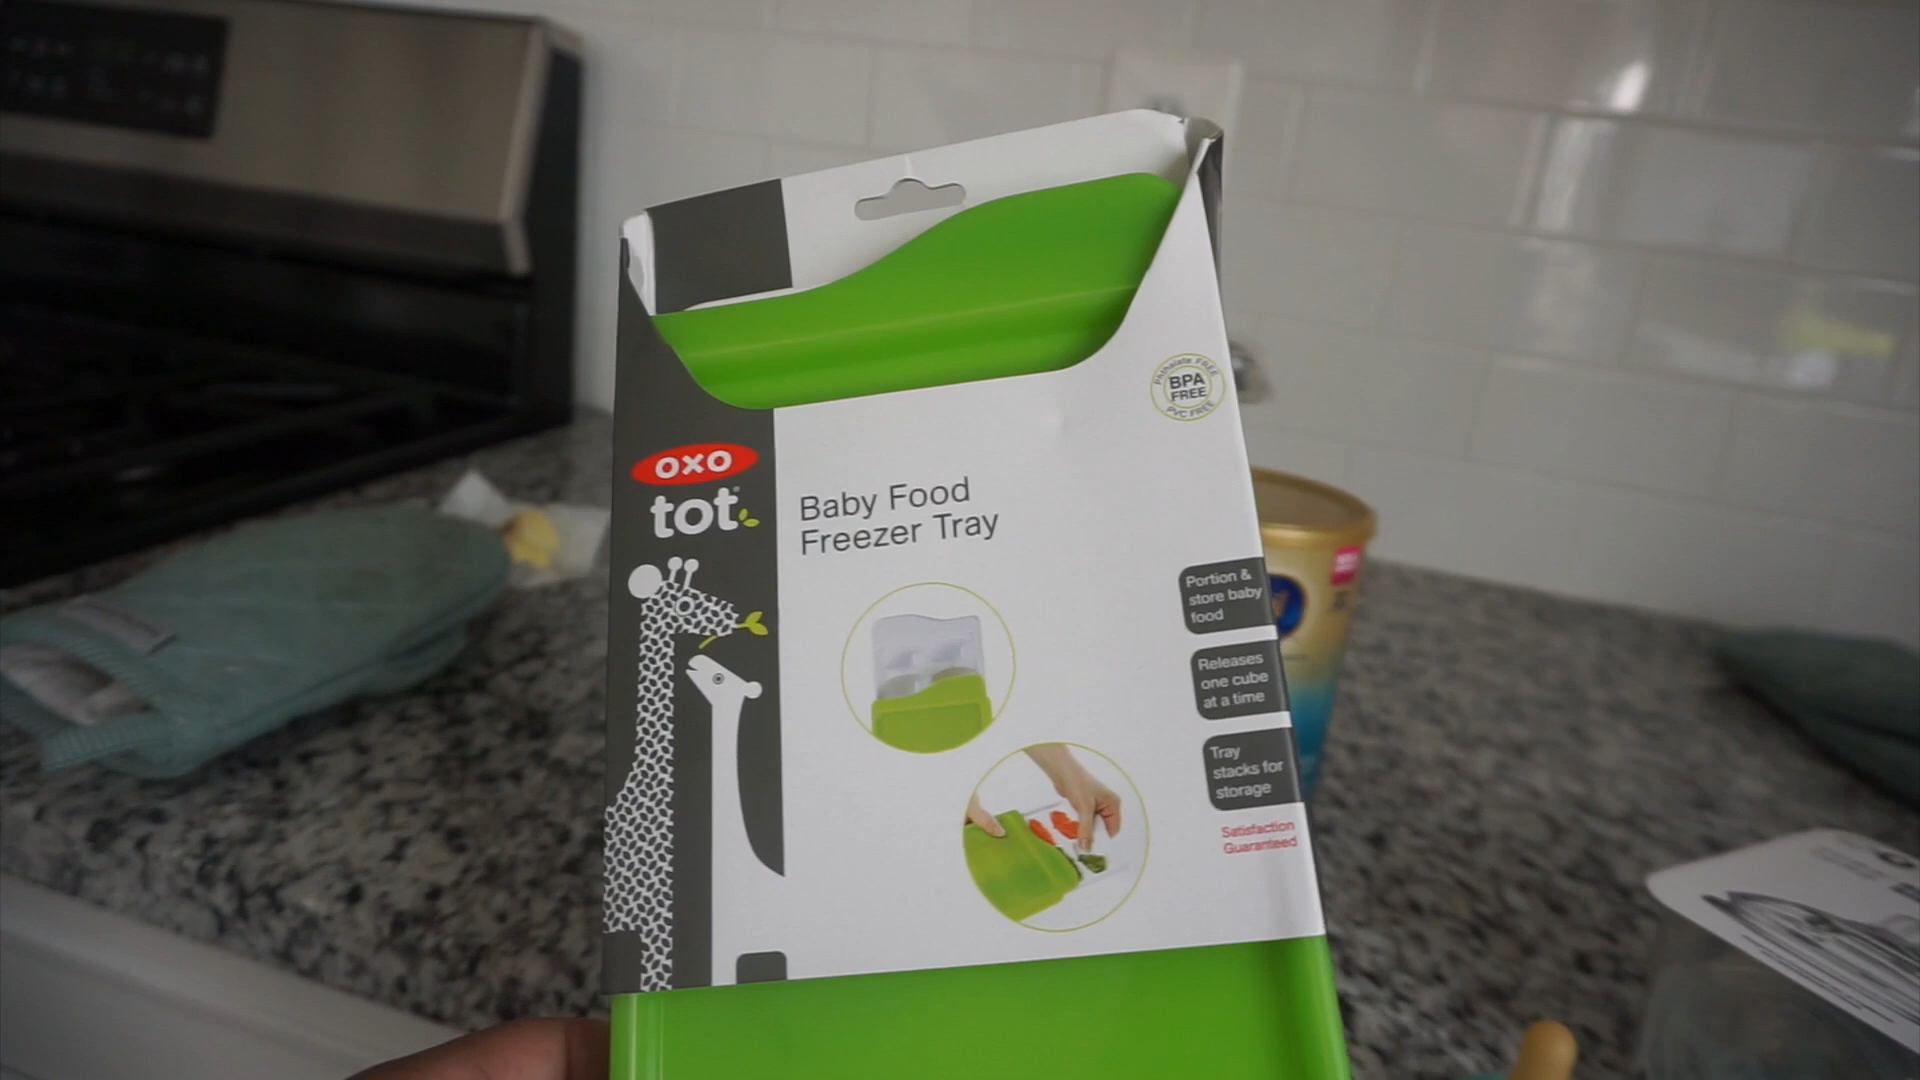 Phthalate FREE
BPA
FREE
PVC FREE
OXO
tot
Baby Food
Freezer Tray
Portion &
store baby
food
Releases
one cube
at a time
Tray
stacks for
storage
Satisfaction
Guaranteed